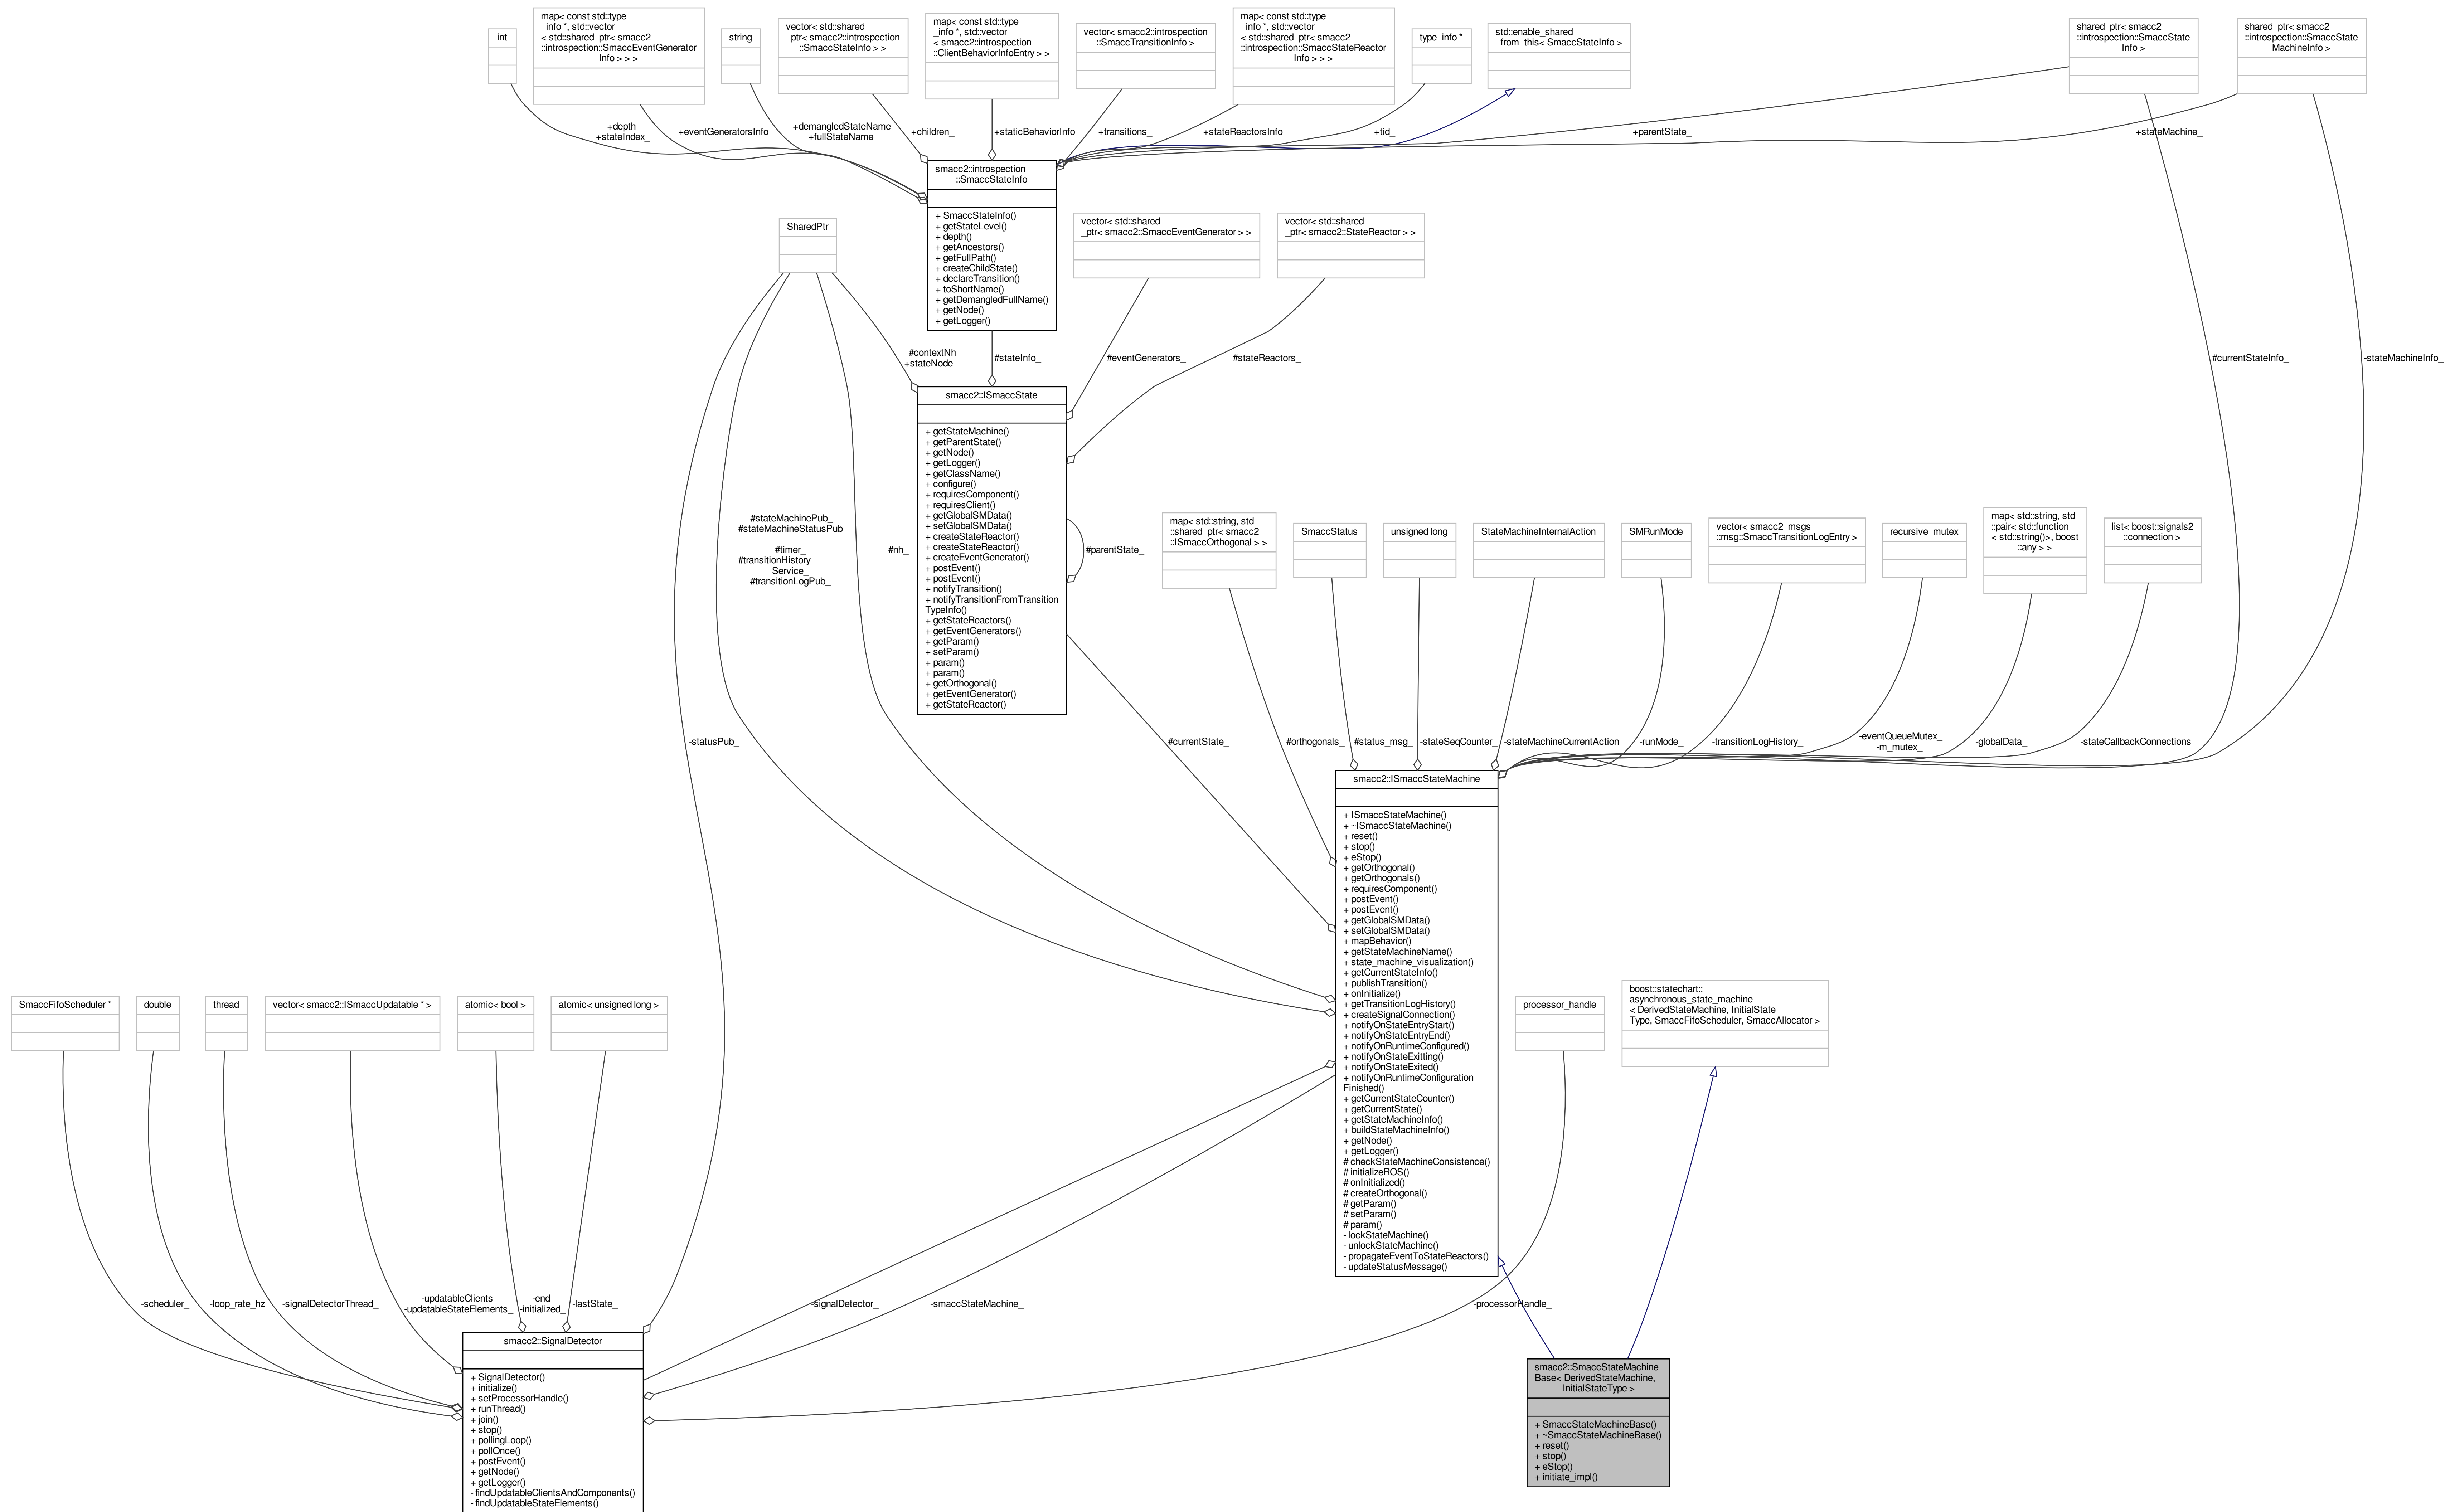 int
map< const std::type
_info *, std::vector
< std::shared_ptr< smacc2
::introspection::SmaccEventGenerator
Info > > >
string
vector< std::shared
_ptr< smacc2::introspection
::SmaccStateInfo > >
map< const std::type
_info *, std::vector
< smacc2::introspection
::ClientBehaviorInfoEntry > >
vector< smacc2::introspection
::SmaccTransitionInfo >
map< const std::type
_info *, std::vector
< std::shared_ptr< smacc2
::introspection::SmaccStateReactor
Info > > >
type_info *
std::enable_shared
_from_this< SmaccStateInfo >
shared_ptr< smacc2
::introspection::SmaccState
Info >
shared_ptr< smacc2
::introspection::SmaccState
MachineInfo >
+depth_
+stateIndex_
+eventGeneratorsInfo
+demangledStateName
+fullStateName
+children_
+staticBehaviorInfo
+transitions_
+stateReactorsInfo
+tid_
+parentState_
+stateMachine_
smacc2::introspection
::SmaccStateInfo
+ SmaccStateInfo()
+ getStateLevel()
+ depth()
+ getAncestors()
+ getFullPath()
+ createChildState()
+ declareTransition()
+ toShortName()
+ getDemangledFullName()
+ getNode()
+ getLogger()
SharedPtr
vector< std::shared
_ptr< smacc2::SmaccEventGenerator > >
vector< std::shared
_ptr< smacc2::StateReactor > >
#contextNh
+stateNode_
#stateInfo_
#eventGenerators_
#stateReactors_
#currentStateInfo_
-stateMachineInfo_
smacc2::ISmaccState
+ getStateMachine()
+ getParentState()
+ getNode()
+ getLogger()
+ getClassName()
+ configure()
+ requiresComponent()
+ requiresClient()
+ getGlobalSMData()
+ setGlobalSMData()
+ createStateReactor()
+ createStateReactor()
+ createEventGenerator()
+ postEvent()
+ postEvent()
+ notifyTransition()
+ notifyTransitionFromTransition
TypeInfo()
+ getStateReactors()
+ getEventGenerators()
+ getParam()
+ setParam()
+ param()
+ param()
+ getOrthogonal()
+ getEventGenerator()
+ getStateReactor()
#stateMachinePub_
#stateMachineStatusPub
_
#timer_
#transitionHistory
Service_
#transitionLogPub_
#nh_
#parentState_
map< std::string, std
::shared_ptr< smacc2
::ISmaccOrthogonal > >
SmaccStatus
unsigned long
StateMachineInternalAction
SMRunMode
vector< smacc2_msgs
::msg::SmaccTransitionLogEntry >
recursive_mutex
map< std::string, std
::pair< std::function
< std::string()>, boost
::any > >
list< boost::signals2
::connection >
-statusPub_
#currentState_
#orthogonals_
#status_msg_
-stateSeqCounter_
-stateMachineCurrentAction
-runMode_
-transitionLogHistory_
-eventQueueMutex_
-m_mutex_
-globalData_
-stateCallbackConnections
smacc2::ISmaccStateMachine
+ ISmaccStateMachine()
+ ~ISmaccStateMachine()
+ reset()
+ stop()
+ eStop()
+ getOrthogonal()
+ getOrthogonals()
+ requiresComponent()
+ postEvent()
+ postEvent()
+ getGlobalSMData()
+ setGlobalSMData()
+ mapBehavior()
+ getStateMachineName()
+ state_machine_visualization()
+ getCurrentStateInfo()
+ publishTransition()
+ onInitialize()
+ getTransitionLogHistory()
+ createSignalConnection()
+ notifyOnStateEntryStart()
+ notifyOnStateEntryEnd()
+ notifyOnRuntimeConfigured()
+ notifyOnStateExitting()
+ notifyOnStateExited()
+ notifyOnRuntimeConfiguration
Finished()
+ getCurrentStateCounter()
+ getCurrentState()
+ getStateMachineInfo()
+ buildStateMachineInfo()
+ getNode()
+ getLogger()
# checkStateMachineConsistence()
# initializeROS()
# onInitialized()
# createOrthogonal()
# getParam()
# setParam()
# param()
- lockStateMachine()
- unlockStateMachine()
- propagateEventToStateReactors()
- updateStatusMessage()
SmaccFifoScheduler *
double
thread
vector< smacc2::ISmaccUpdatable * >
atomic< bool >
atomic< unsigned long >
processor_handle
boost::statechart::
asynchronous_state_machine
< DerivedStateMachine, InitialState
Type, SmaccFifoScheduler, SmaccAllocator >
-scheduler_
-loop_rate_hz
-signalDetectorThread_
-updatableClients_
-updatableStateElements_
-end_
-initialized_
-lastState_
-signalDetector_
-smaccStateMachine_
-processorHandle_
smacc2::SignalDetector
+ SignalDetector()
+ initialize()
+ setProcessorHandle()
+ runThread()
+ join()
+ stop()
+ pollingLoop()
+ pollOnce()
+ postEvent()
+ getNode()
+ getLogger()
- findUpdatableClientsAndComponents()
- findUpdatableStateElements()
smacc2::SmaccStateMachine
Base< DerivedStateMachine,
InitialStateType >
+ SmaccStateMachineBase()
+ ~SmaccStateMachineBase()
+ reset()
+ stop()
+ eStop()
+ initiate_impl()